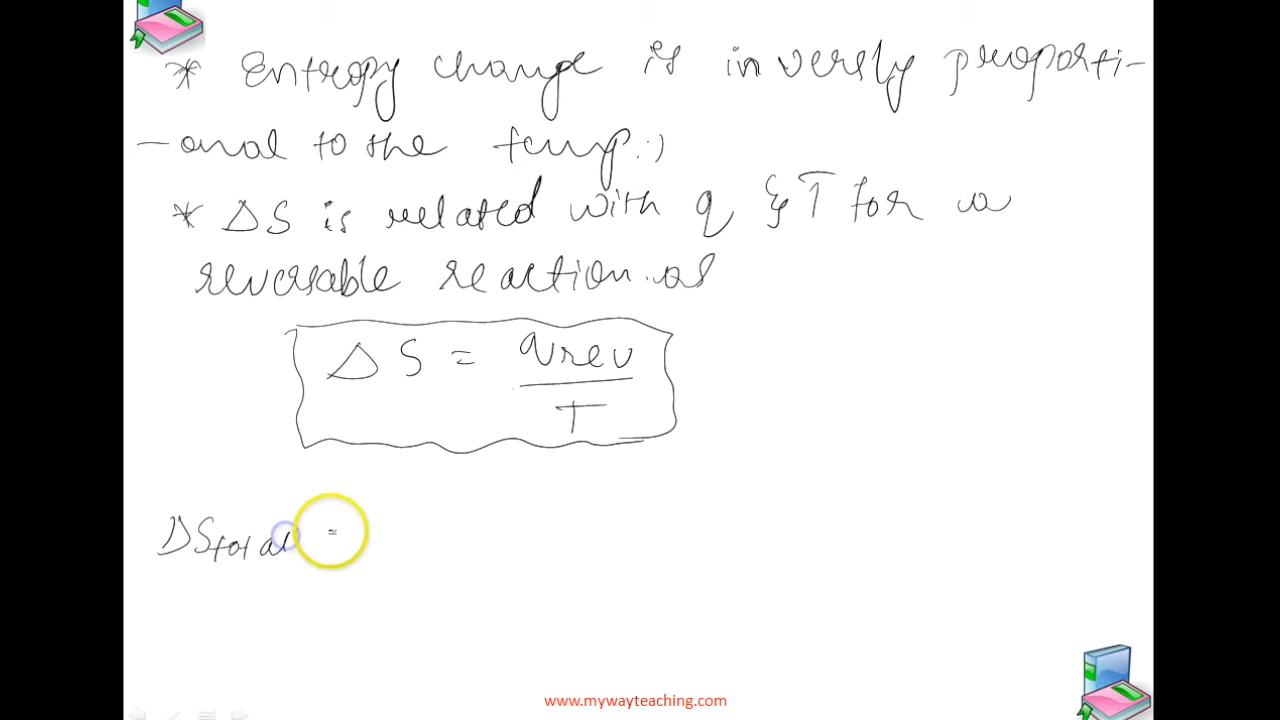 * Entropy change is inversly proporti-
-onal to the temp.:)
* ΔS is related with q & T for a
reversable reaction.as
ΔS = qrev
T
ΔStotal =
www.mywayteaching.com